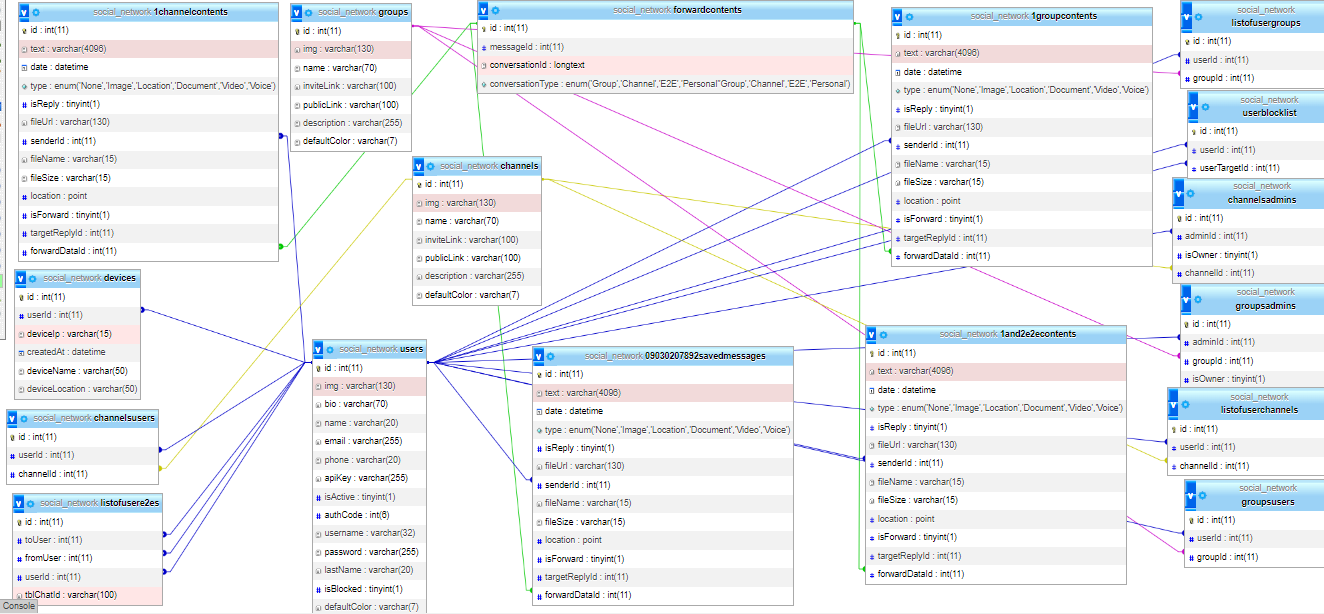 social_network 1channelcontents
id : int(11)
text : varchar(4096)
date : datetime
type : enum('None','Image','Location','Document','Video','Voice')
isReply : tinyint(1)
fileUrl : varchar(130)
senderId : int(11)
fileName : varchar(15)
fileSize : varchar(15)
location : point
isForward : tinyint(1)
targetReplyId : int(11)
forwardDataId : int(11)
social_network groups
id : int(11)
img : varchar(130)
name : varchar(70)
inviteLink : varchar(100)
publicLink : varchar(100)
description : varchar(255)
defaultColor : varchar(7)
social_network forwardcontents
id : int(11)
messageId : int(11)
conversationId : longtext
conversationType : enum('Group','Channel','E2E','Personal''Group','Channel','E2E','Personal')
social_network 1groupcontents
id : int(11)
text : varchar(4096)
date : datetime
type : enum('None','Image','Location','Document','Video','Voice')
isReply : tinyint(1)
fileUrl : varchar(130)
senderId : int(11)
fileName : varchar(15)
fileSize : varchar(15)
location : point
isForward : tinyint(1)
targetReplyId : int(11)
forwardDataId : int(11)
social_network
listofusergroups
id : int(11)
userId : int(11)
groupId : int(11)
social_network
userblocklist
id : int(11)
userId : int(11)
userTargetId : int(11)
social_network
channelsadmins
id : int(11)
adminId : int(11)
isOwner : tinyint(1)
channelId : int(11)
social_network channels
id : int(11)
img : varchar(130)
name : varchar(70)
inviteLink : varchar(100)
publicLink : varchar(100)
description : varchar(255)
defaultColor : varchar(7)
social_network devices
id : int(11)
userId : int(11)
deviceIp : varchar(15)
createdAt : datetime
deviceName : varchar(50)
deviceLocation : varchar(50)
social_network
groupsadmins
id : int(11)
adminId : int(11)
groupId : int(11)
isOwner : tinyint(1)
social_network users
id : int(11)
img : varchar(130)
bio : varchar(70)
name : varchar(20)
email : varchar(255)
phone : varchar(20)
apiKey : varchar(255)
isActive : tinyint(1)
authCode : int(6)
username : varchar(32)
password : varchar(255)
lastName : varchar(20)
isBlocked : tinyint(1)
defaultColor : varchar(7)
social_network 09030207892savedmessages
id : int(11)
text : varchar(4096)
date : datetime
type : enum('None','Image','Location','Document','Video','Voice')
isReply : tinyint(1)
fileUrl : varchar(130)
senderId : int(11)
fileName : varchar(15)
fileSize : varchar(15)
location : point
isForward : tinyint(1)
targetReplyId : int(11)
forwardDataId : int(11)
social_network 1and2e2econtents
id : int(11)
text : varchar(4096)
date : datetime
type : enum('None','Image','Location','Document','Video','Voice')
isReply : tinyint(1)
fileUrl : varchar(130)
senderId : int(11)
fileName : varchar(15)
fileSize : varchar(15)
location : point
isForward : tinyint(1)
targetReplyId : int(11)
forwardDataId : int(11)
social_network
listofuserchannels
id : int(11)
userId : int(11)
channelId : int(11)
social_network channelsusers
id : int(11)
userId : int(11)
channelId : int(11)
social_network
groupsusers
id : int(11)
userId : int(11)
groupId : int(11)
social_network listofusere2es
id : int(11)
toUser : int(11)
fromUser : int(11)
userId : int(11)
tblChatId : varchar(100)
Console